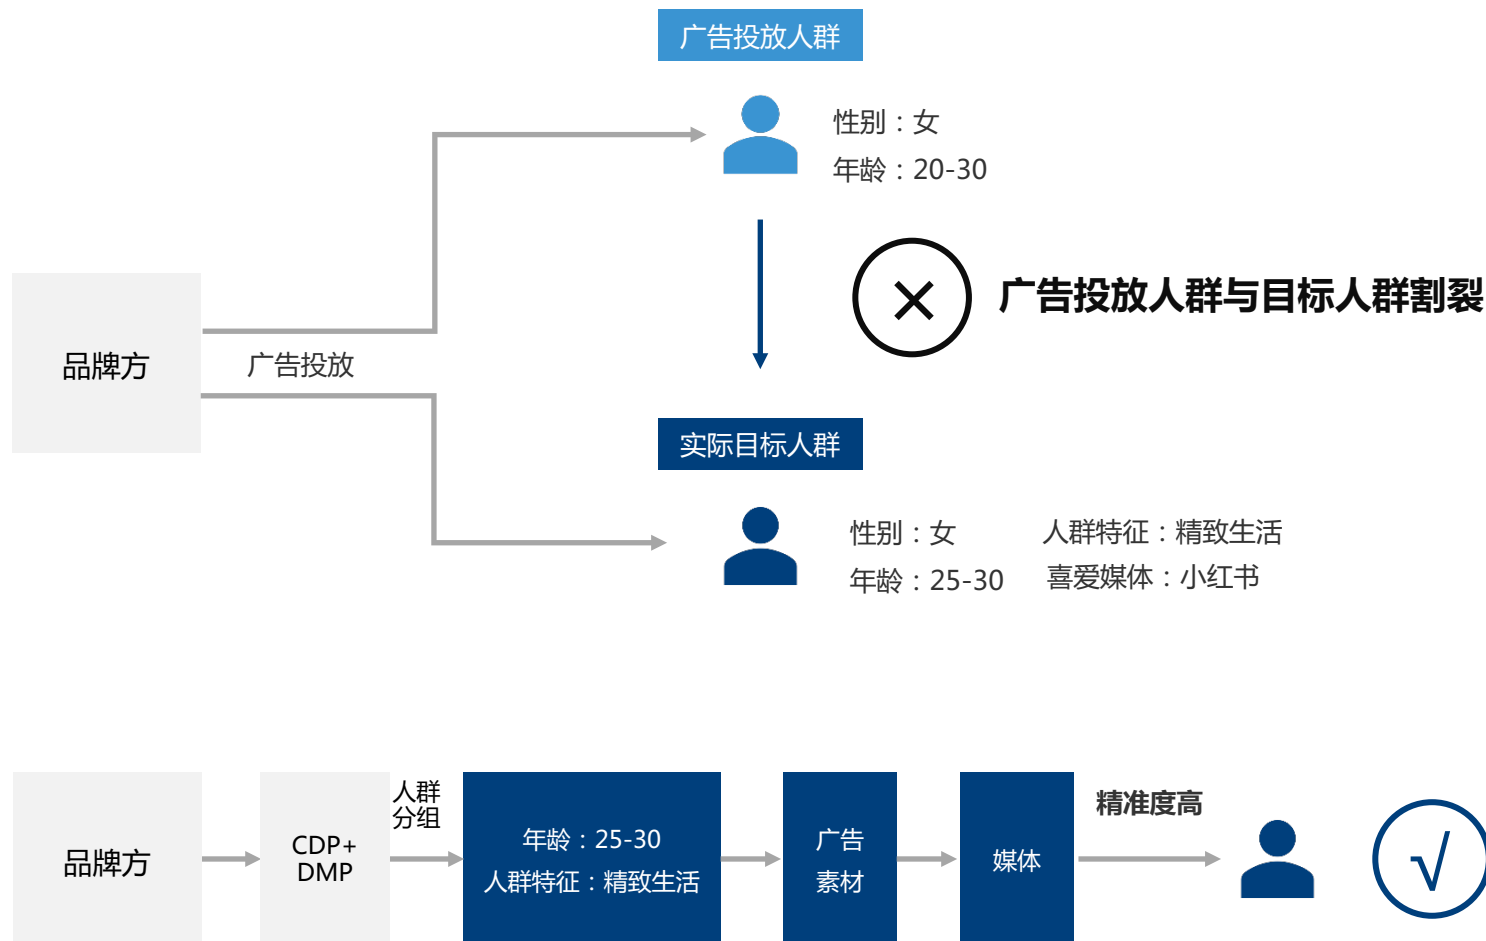 广告投放人群
性别：女
年龄：20-30
×
广告投放人群与目标人群割裂
品牌方
广告投放
实际目标人群
性别：女
人群特征：精致生活
年龄：25-30
喜爱媒体：小红书
品牌方
CDP+
DMP
人群
分组
年龄：25-30
人群特征：精致生活
广告
素材
媒体
精准度高
√